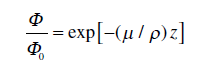 Φ/Φ₀ = exp[−(μ / ρ)z]